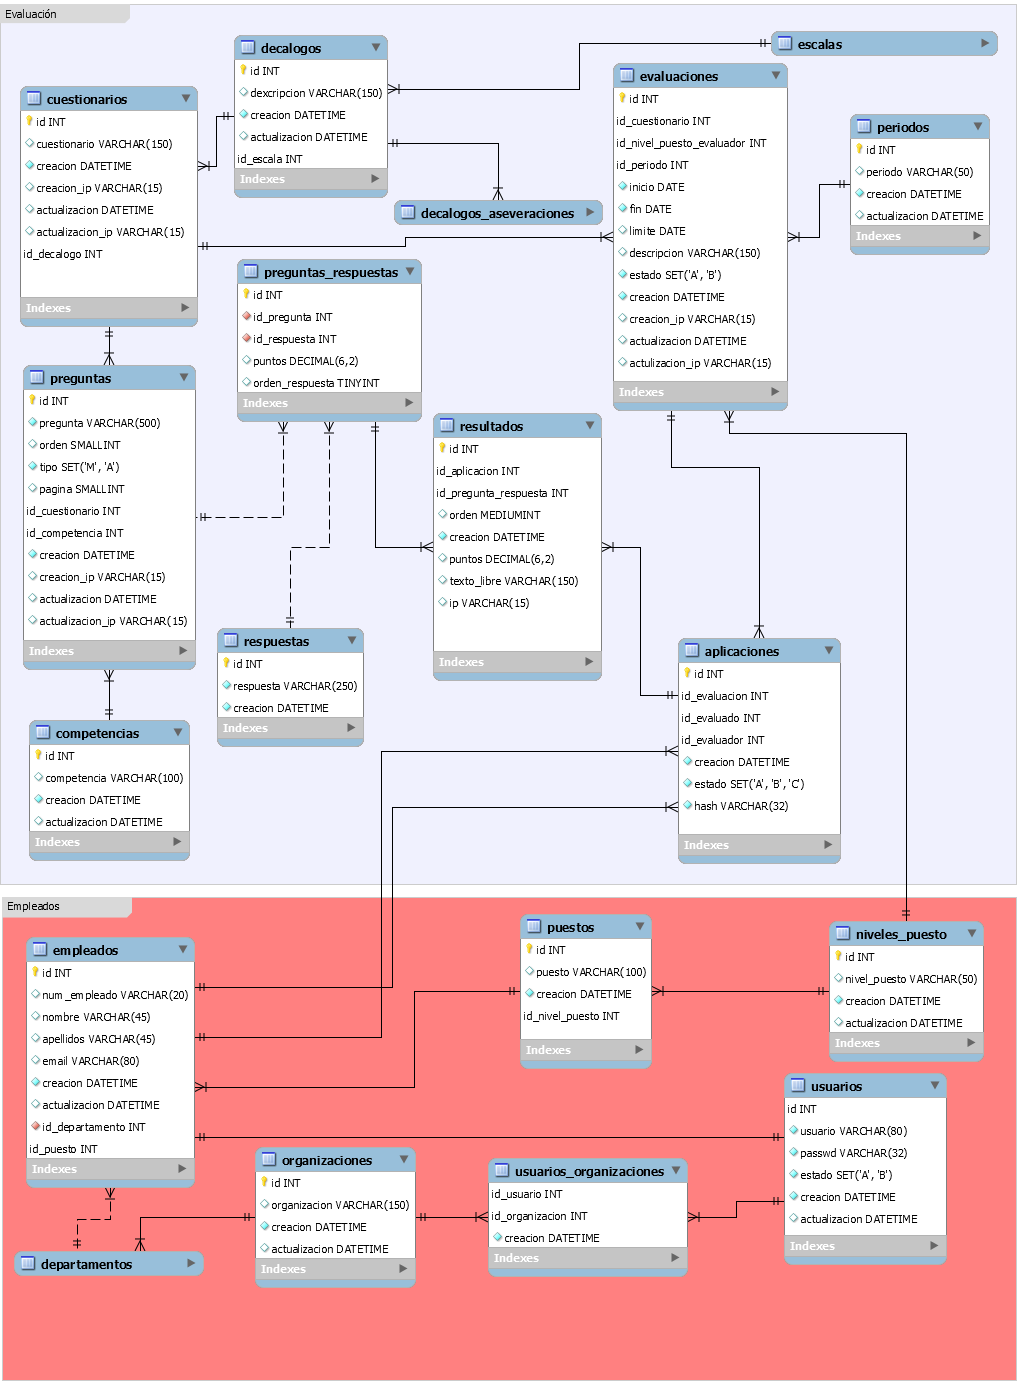 Evaluación
decalogos
id INT
dexcripcion VARCHAR(150)
creacion DATETIME
actualizacion DATETIME
id_escala INT
Indexes
escalas
cuestionarios
id INT
cuestionario VARCHAR(150)
creacion DATETIME
creacion_ip VARCHAR(15)
actualizacion DATETIME
actualizacion_ip VARCHAR(15)
id_decalogo INT
Indexes
evaluaciones
id INT
id_cuestionario INT
id_nivel_puesto_evaluador INT
id_periodo INT
inicio DATE
fin DATE
limite DATE
descripcion VARCHAR(150)
estado SET('A', 'B')
creacion DATETIME
creacion_ip VARCHAR(15)
actualizacion DATETIME
actulizacion_ip VARCHAR(15)
Indexes
periodos
id INT
periodo VARCHAR(50)
creacion DATETIME
actualizacion DATETIME
Indexes
decalogos_aseveraciones
preguntas_respuestas
id INT
id_pregunta INT
id_respuesta INT
puntos DECIMAL(6,2)
orden_respuesta TINYINT
Indexes
preguntas
id INT
pregunta VARCHAR(500)
orden SMALLINT
tipo SET('M', 'A')
pagina SMALLINT
id_cuestionario INT
id_competencia INT
creacion DATETIME
creacion_ip VARCHAR(15)
actualizacion DATETIME
actualizacion_ip VARCHAR(15)
Indexes
resultados
id INT
id_aplicacion INT
id_pregunta_respuesta INT
orden MEDIUMINT
creacion DATETIME
puntos DECIMAL(6,2)
texto_libre VARCHAR(150)
ip VARCHAR(15)
Indexes
respuestas
id INT
respuesta VARCHAR(250)
creacion DATETIME
Indexes
aplicaciones
id INT
id_evaluacion INT
id_evaluado INT
id_evaluador INT
creacion DATETIME
estado SET('A', 'B', 'C')
hash VARCHAR(32)
Indexes
competencias
id INT
competencia VARCHAR(100)
creacion DATETIME
actualizacion DATETIME
Indexes
Empleados
empleados
id INT
num_empleado VARCHAR(20)
nombre VARCHAR(45)
apellidos VARCHAR(45)
email VARCHAR(80)
creacion DATETIME
actualizacion DATETIME
id_departamento INT
id_puesto INT
Indexes
puestos
id INT
puesto VARCHAR(100)
creacion DATETIME
id_nivel_puesto INT
Indexes
niveles_puesto
id INT
nivel_puesto VARCHAR(50)
creacion DATETIME
actualizacion DATETIME
Indexes
usuarios
id INT
usuario VARCHAR(80)
passwd VARCHAR(32)
estado SET('A', 'B')
creacion DATETIME
actualizacion DATETIME
Indexes
organizaciones
id INT
organizacion VARCHAR(150)
creacion DATETIME
actualizacion DATETIME
Indexes
usuarios_organizaciones
id_usuario INT
id_organizacion INT
creacion DATETIME
Indexes
departamentos